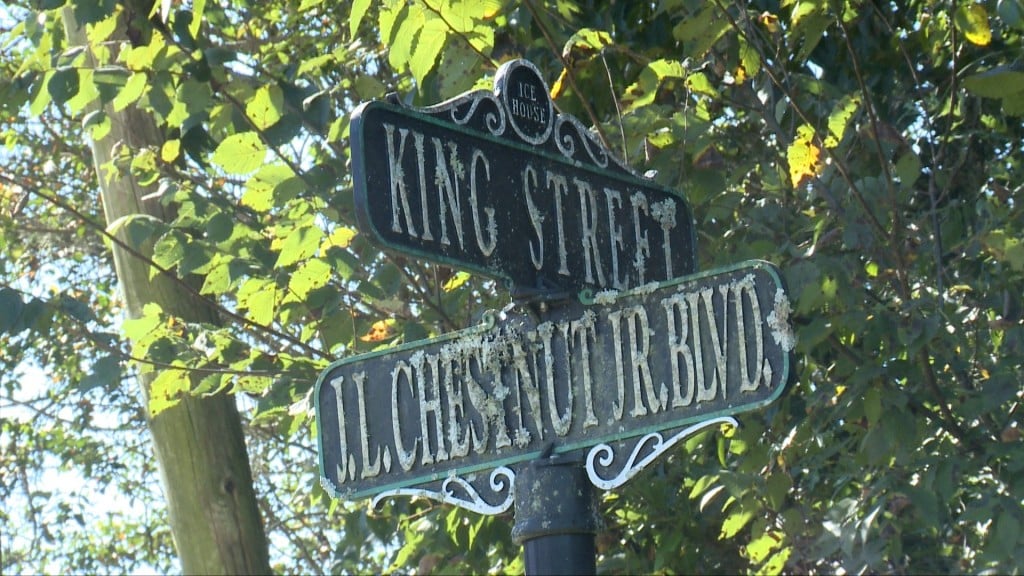 ICE
HOUSE
KING STREET
J.L. CHESTNUT JR. BLVD.